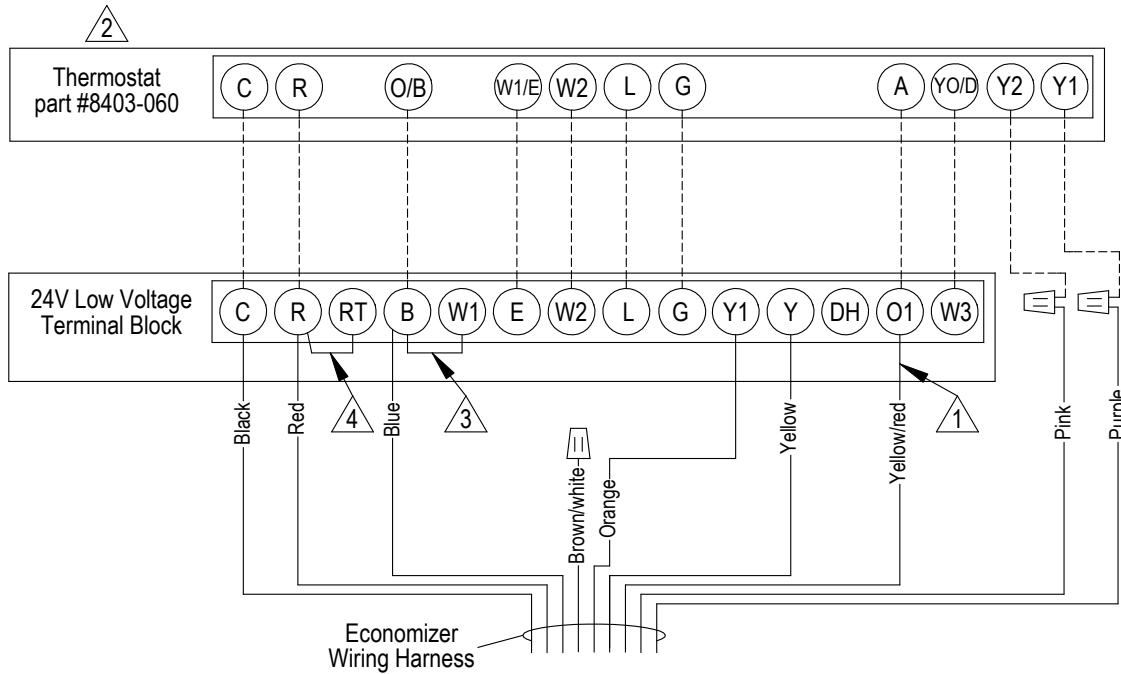 2
Thermostat
part #8403-060
C R O/B W1/E W2 L G A YO/D Y2 Y1
24V Low Voltage
Terminal Block
C R RT B W1 E W2 L G Y1 Y DH O1 W3
4 3 1
Black
Red
Blue
Brown/white
Orange
Yellow
Yellow/red
Pink
Purple
Economizer
Wiring Harness